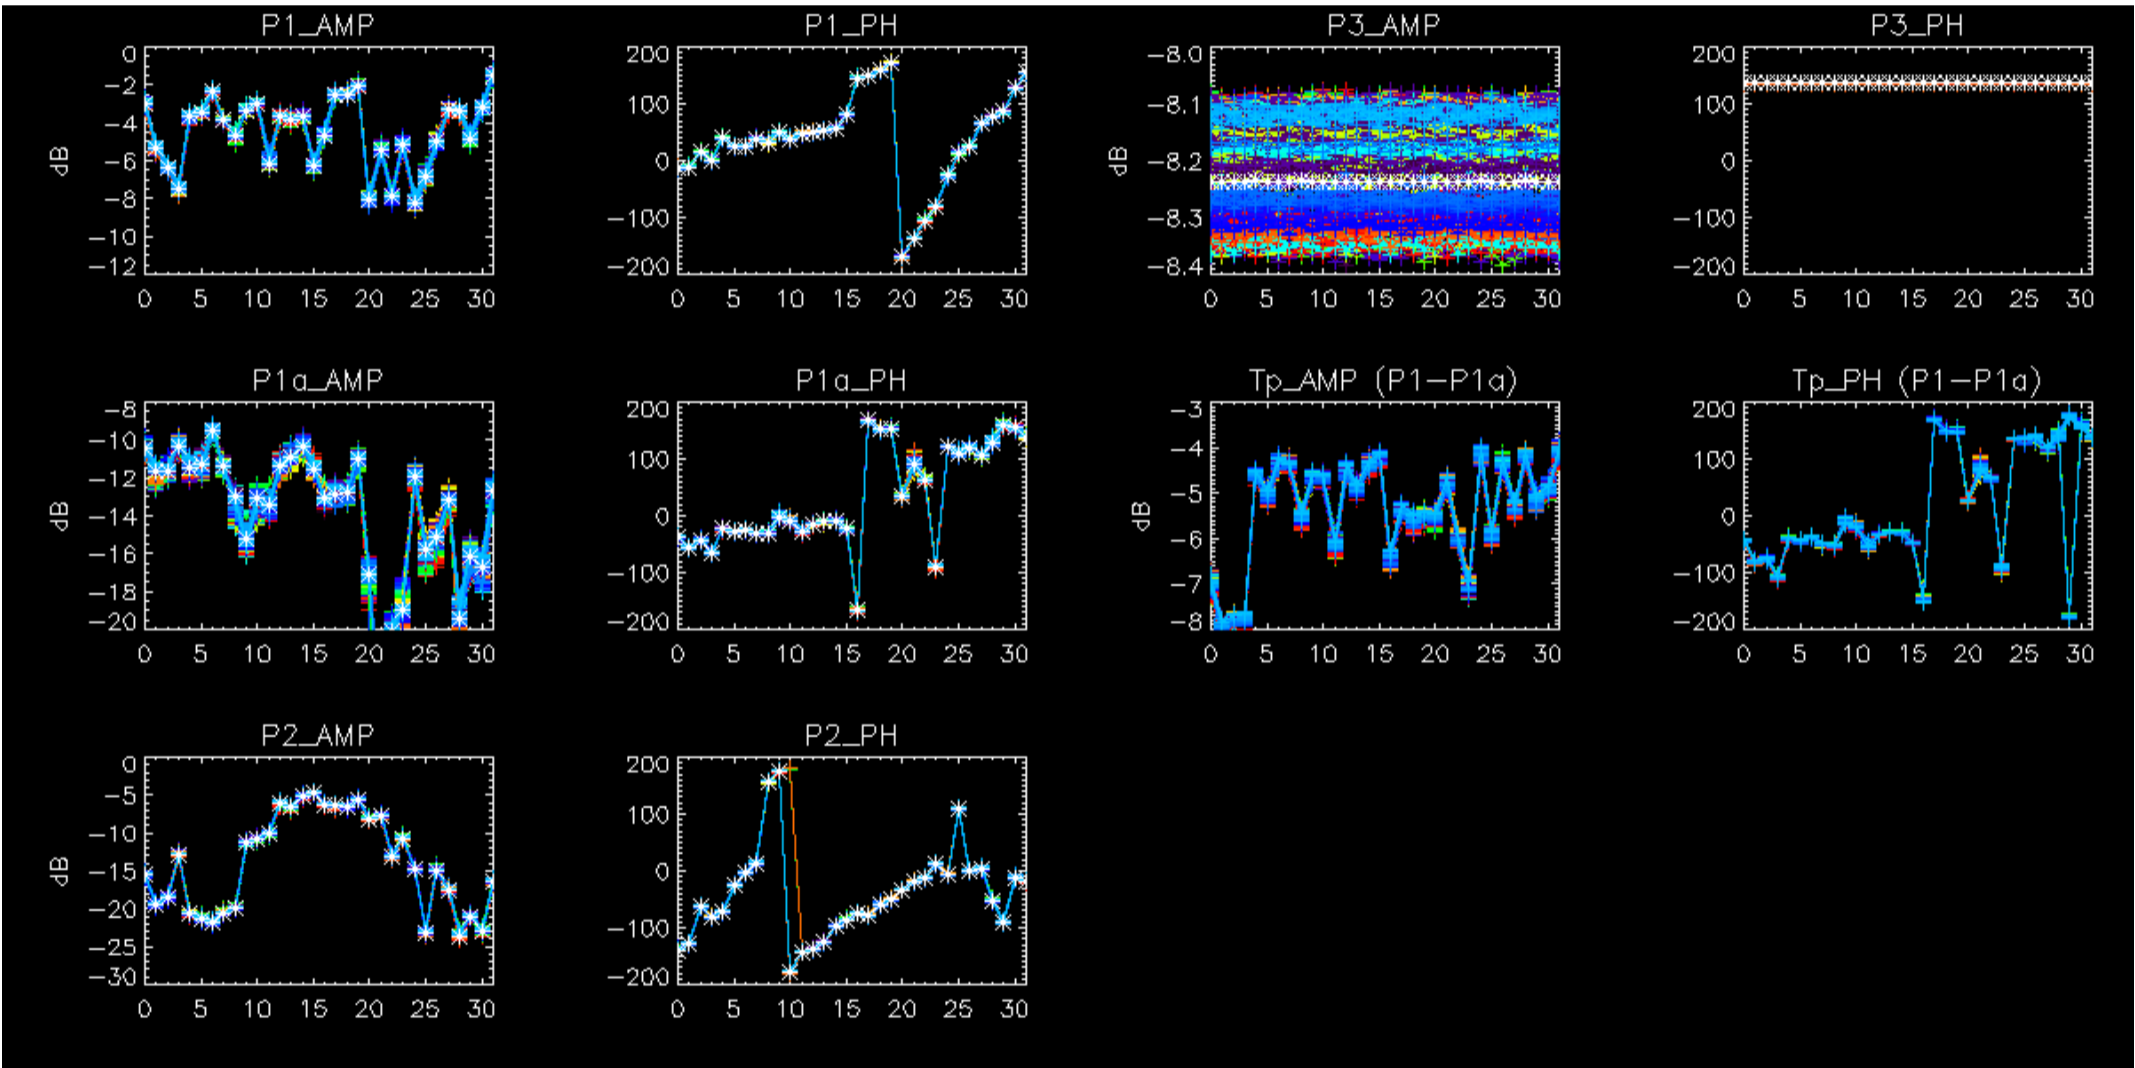 P1_AMP
P1_PH
P3_AMP
P3_PH
dB
0
-2
-4
-6
-8
-10
-12
0 5 10 15 20 25 30
200
100
0
-100
-200
0 5 10 15 20 25 30
dB
-8.0
-8.1
-8.2
-8.3
-8.4
0 5 10 15 20 25 30
200
100
0
-100
-200
0 5 10 15 20 25 30
P1a_AMP
P1a_PH
Tp_AMP (P1-P1a)
Tp_PH (P1-P1a)
dB
-8
-10
-12
-14
-16
-18
-20
0 5 10 15 20 25 30
200
100
0
-100
-200
0 5 10 15 20 25 30
dB
-3
-4
-5
-6
-7
-8
0 5 10 15 20 25 30
200
100
0
-100
-200
0 5 10 15 20 25 30
P2_AMP
P2_PH
dB
0
-5
-10
-15
-20
-25
-30
0 5 10 15 20 25 30
200
100
0
-100
-200
0 5 10 15 20 25 30